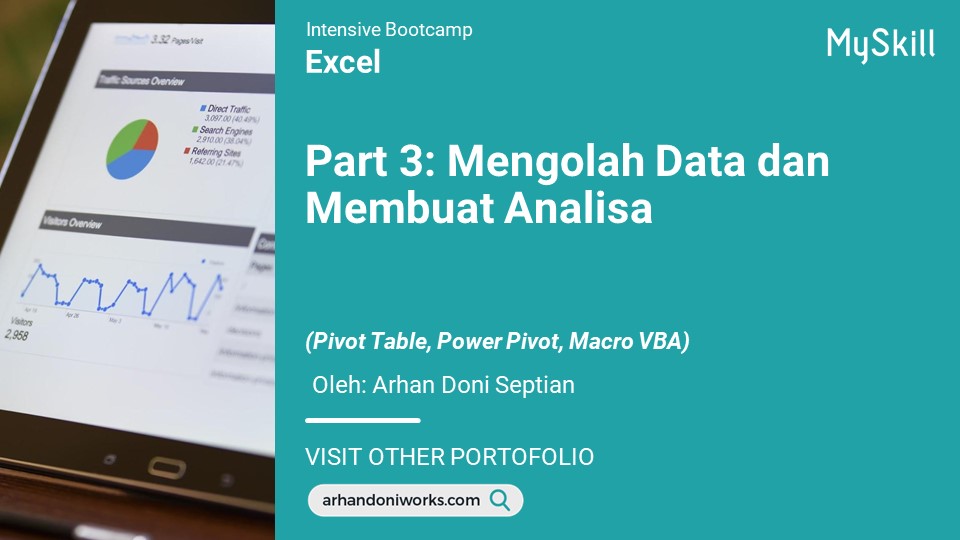 Intensive Bootcamp
Excel
MySkill
Part 3: Mengolah Data dan
Membuat Analisa
(Pivot Table, Power Pivot, Macro VBA)
Oleh: Arhan Doni Septian
VISIT OTHER PORTOFOLIO
arhandoniworks.com
3.32 Pages/Visit
Traffic Sources Overview
Direct Traffic
3,097.00 (40.49%)
Search Engines
2,910.00 (38.04%)
Referring Sites
1,642.00 (21.47%)
Visitors Overview
Visitors
2,958